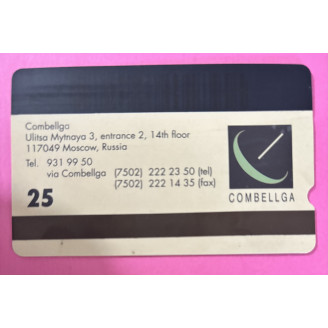 Combellga
Ulitsa Mytnaya 3, entrance 2, 14th floor
117049 Moscow, Russia
Tel. 931 99 50
via Combellga (7502) 222 23 50 (tel)
(7502) 222 14 35 (fax)
25
COMBELLGA